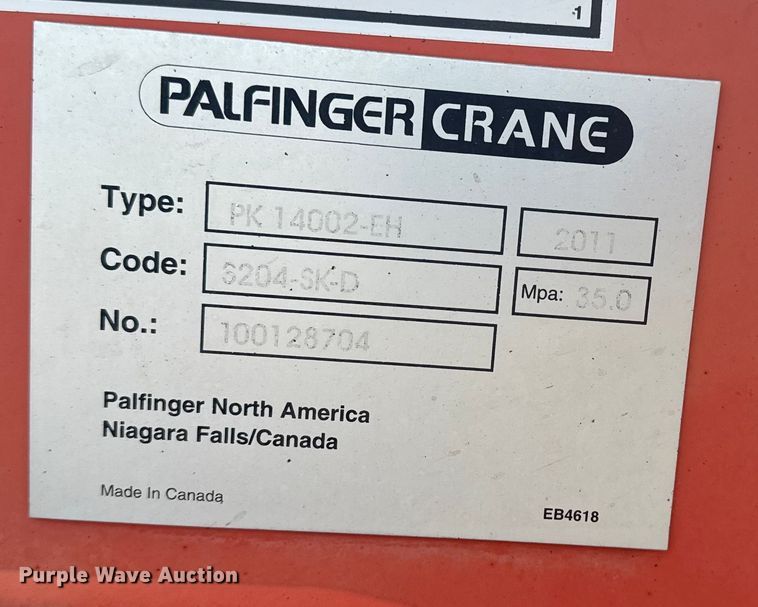 1
PALFINGER CRANE
Type: PK 14002-EH 2011
Code: 6204-SK-D Mpa: 35.0
No.: 100128704
Palfinger North America
Niagara Falls/Canada
Made In Canada
EB4618
Purple Wave Auction